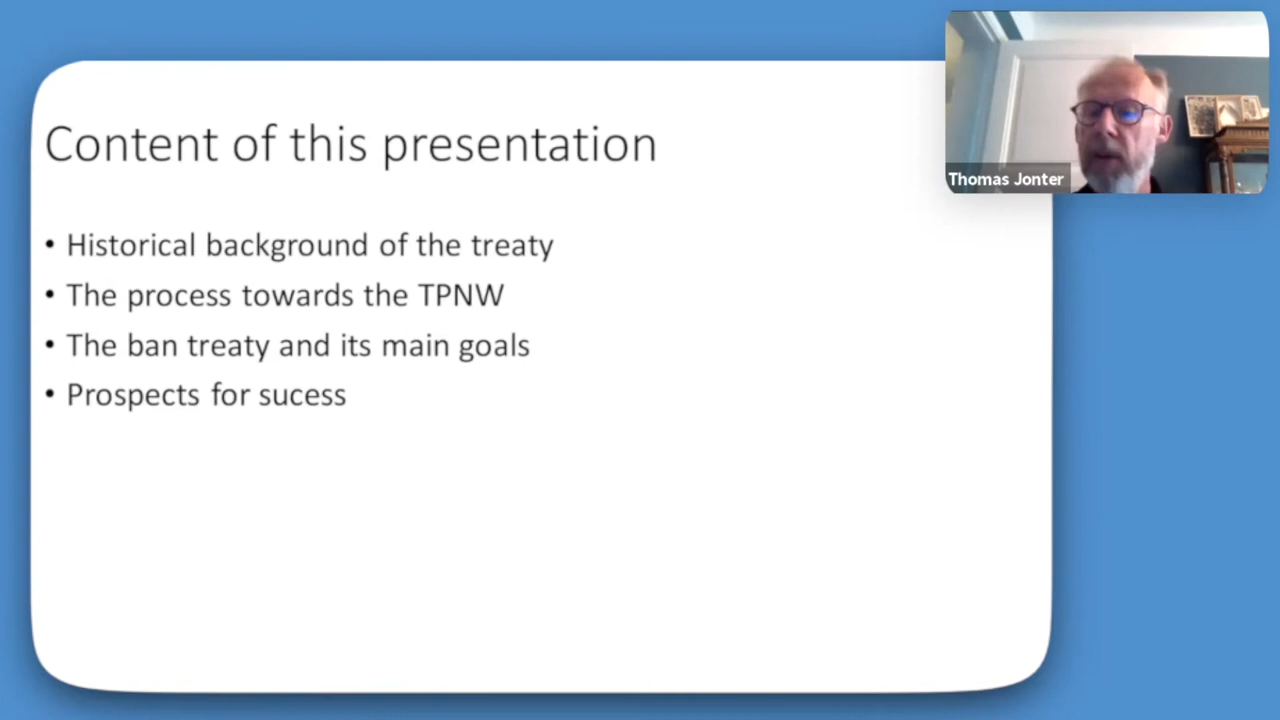 Content of this presentation
• Historical background of the treaty
• The process towards the TPNW
• The ban treaty and its main goals
• Prospects for sucess
Thomas Jonter